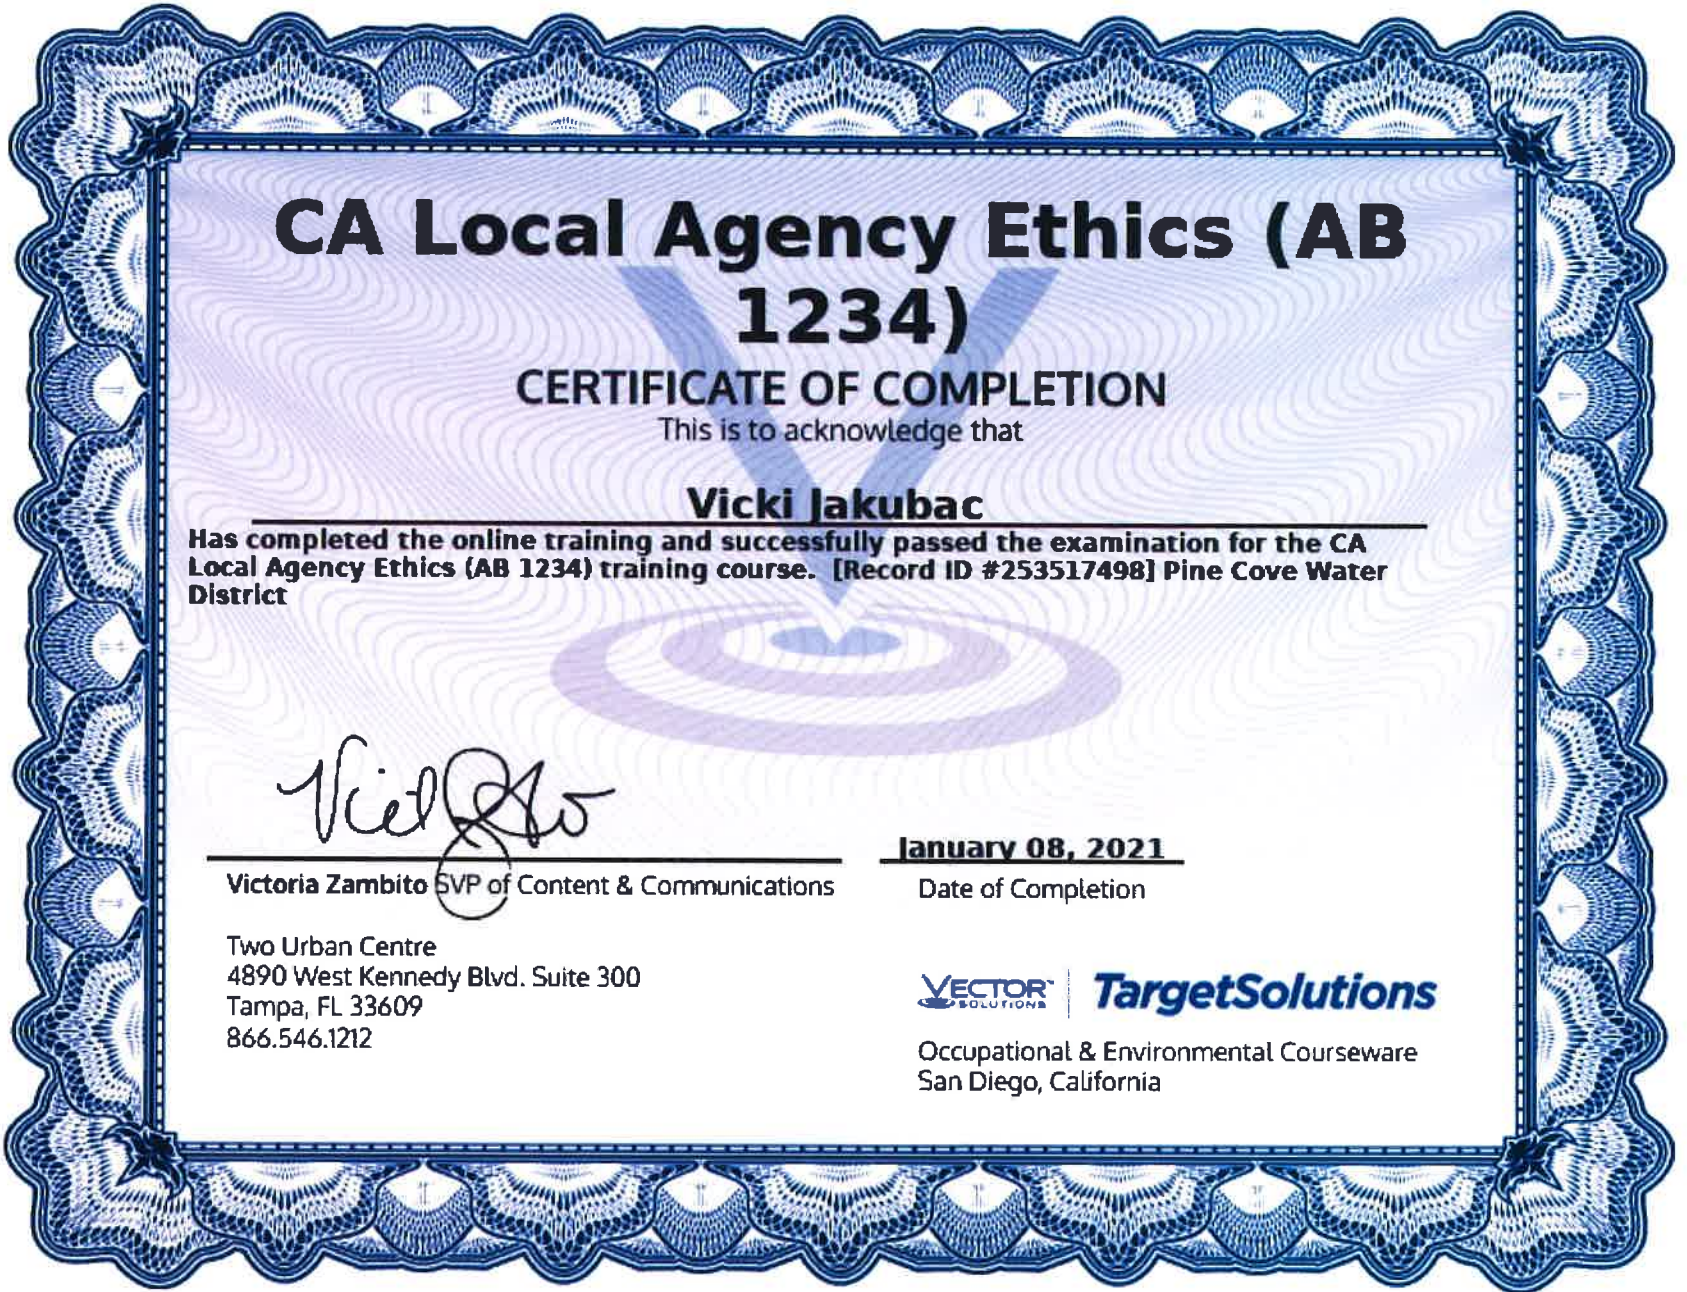 CA Local Agency Ethics (AB
1234)
CERTIFICATE OF COMPLETION
This is to acknowledge that
Vicki Jakubac
Has completed the online training and successfully passed the examination for the CA
Local Agency Ethics (AB 1234) training course. [Record ID #253517498] Pine Cove Water
District
January 08, 2021
Victoria Zambito SVP of Content & Communications
Date of Completion
Two Urban Centre
4890 West Kennedy Blvd. Suite 300
Tampa, FL 33609
866.546.1212
VECTOR™
SOLUTIONS
TargetSolutions
Occupational & Environmental Courseware
San Diego, California